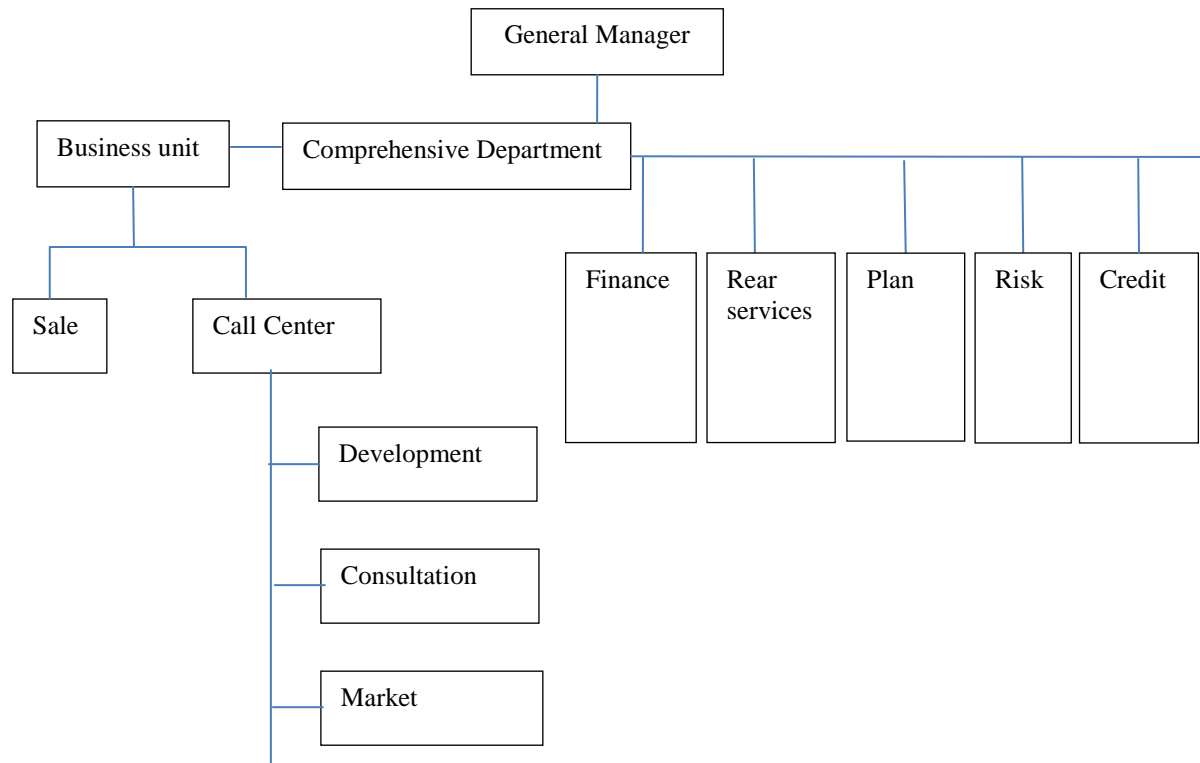 General Manager
Business unit
Comprehensive Department
Finance
Rear
services
Plan
Risk
Credit
Sale
Call Center
Development
Consultation
Market